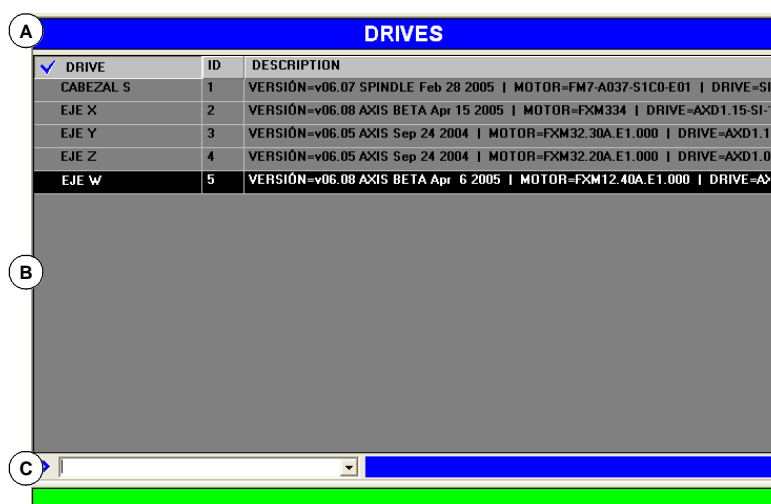 A
DRIVES
DRIVE ID DESCRIPTION
CABEZAL S 1 VERSIÓN=v06.07 SPINDLE Feb 28 2005 | MOTOR=FM7-A037-S1C0-E01 | DRIVE=SI
EJE X 2 VERSIÓN=v06.08 AXIS BETA Apr 15 2005 | MOTOR=FXM334 | DRIVE=AXD1.15-SI-
EJE Y 3 VERSIÓN=v06.05 AXIS Sep 24 2004 | MOTOR=FXM32.30A.E1.000 | DRIVE=AXD1.1
EJE Z 4 VERSIÓN=v06.05 AXIS Sep 24 2004 | MOTOR=FXM32.20A.E1.000 | DRIVE=AXD1.0
EJE W 5 VERSIÓN=v06.08 AXIS BETA Apr 6 2005 | MOTOR=FXM12.40A.E1.000 | DRIVE=AX
B
C